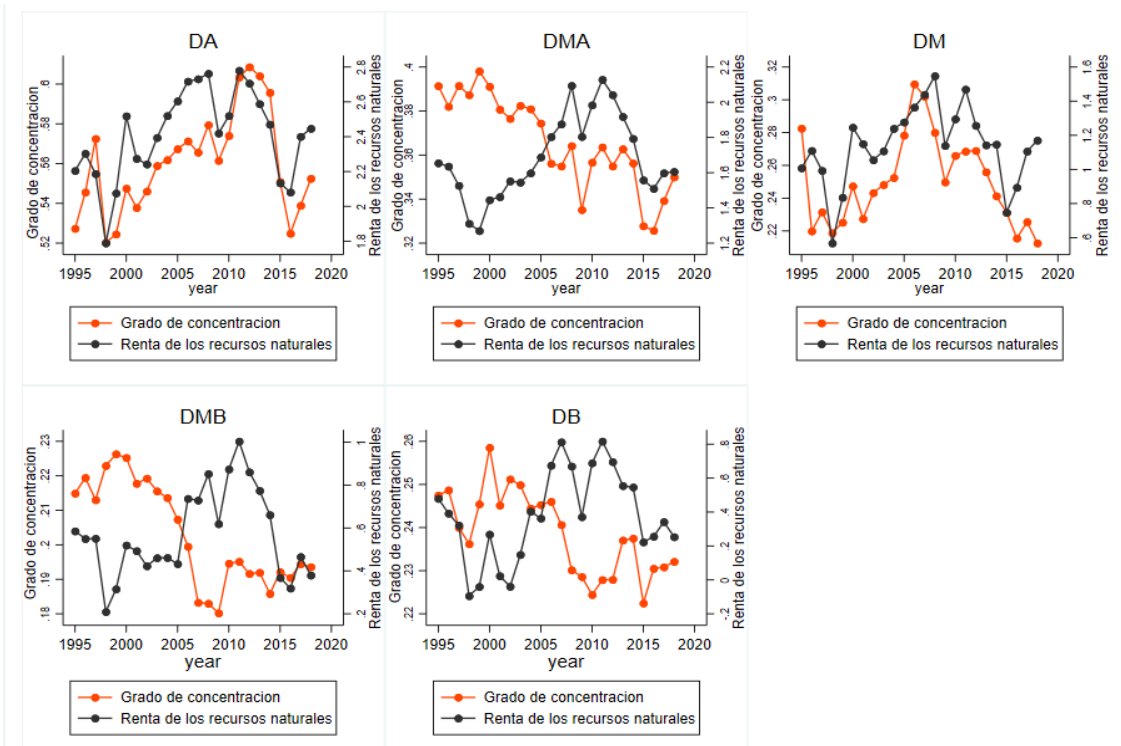 DA
Grado de concentracion
.6
.58
.56
.54
.52
Renta de los recursos naturales
2.8
2.6
2.4
2.2
2
1.8
1995 2000 2005 2010 2015 2020
year
Grado de concentracion
Renta de los recursos naturales
DMA
Grado de concentracion
.4
.38
.36
.34
.32
Renta de los recursos naturales
2.2
2
1.8
1.6
1.4
1.2
1995 2000 2005 2010 2015 2020
year
Grado de concentracion
Renta de los recursos naturales
DM
Grado de concentracion
.32
.31
.28
.26
.24
.22
Renta de los recursos naturales
1.6
1.4
1.2
1
.8
.6
1995 2000 2005 2010 2015 2020
year
Grado de concentracion
Renta de los recursos naturales
DMB
Grado de concentracion
.23
.22
.21
.2
.19
.18
Renta de los recursos naturales
1
.8
.6
.4
.2
1995 2000 2005 2010 2015 2020
year
Grado de concentracion
Renta de los recursos naturales
DB
Grado de concentracion
.26
.25
.24
.23
.22
Renta de los recursos naturales
.8
.6
.4
.2
0
-.2
1995 2000 2005 2010 2015 2020
year
Grado de concentracion
Renta de los recursos naturales